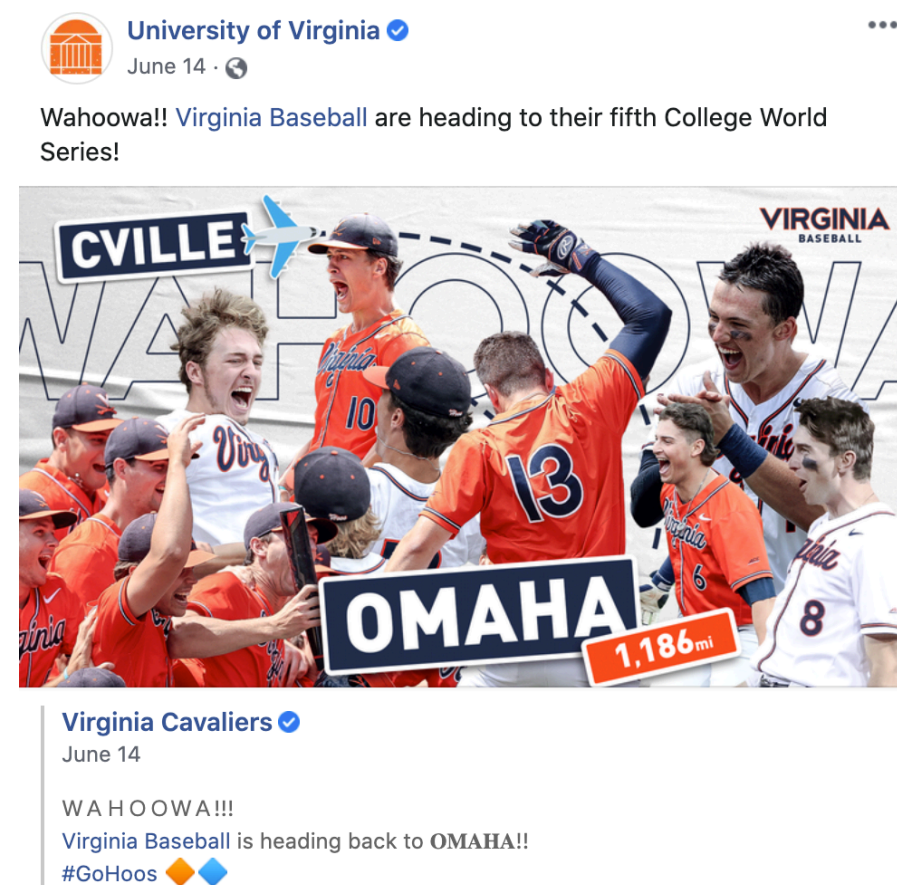 University of Virginia
June 14 ·
Wahoowa!! Virginia Baseball are heading to their fifth College World
Series!
CVILLE
VIRGINIA
BASEBALL
WAHOOWA
Virginia
10
13
Virginia
6
8
OMAHA
1,186mi
Virginia Cavaliers
June 14
W A H O O W A!!!
Virginia Baseball is heading back to 𝐎𝐌𝐀𝐇𝐀!!
#GoHoos 🔶🔷